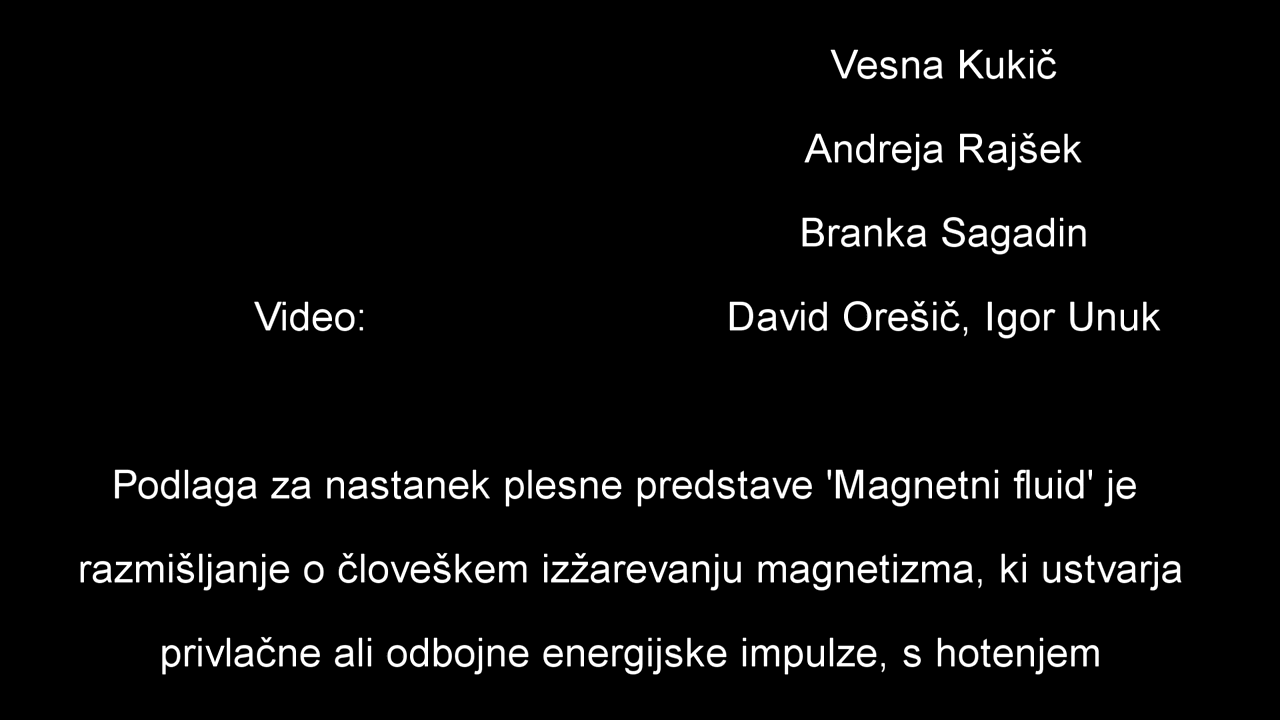 Vesna Kukič
Andreja Rajšek
Branka Sagadin
Video: David Orešič, Igor Unuk
Podlaga za nastanek plesne predstave 'Magnetni fluid' je
razmišljanje o človeškem izžarevanju magnetizma, ki ustvarja
privlačne ali odbojne energijske impulze, s hotenjem